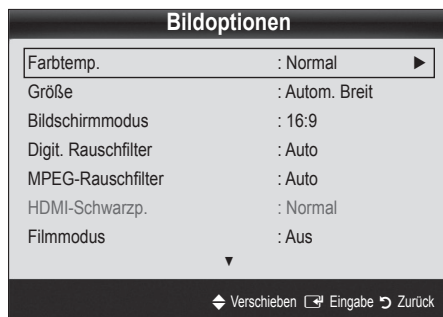 Bildoptionen
Farbtemp. : Normal ▶
Größe : Autom. Breit
Bildschirmmodus : 16:9
Digit. Rauschfilter : Auto
MPEG-Rauschfilter : Auto
HDMI-Schwarzp. : Normal
Filmmodus : Aus
▼
Verschieben Eingabe Zurück